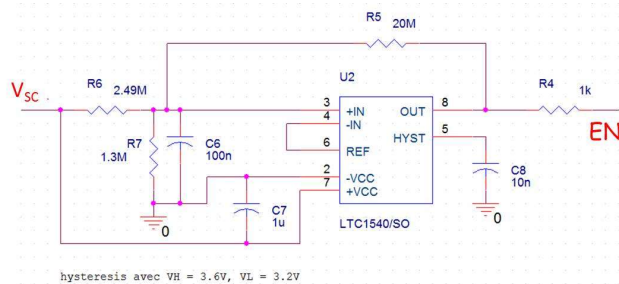 R5
20M
U2
VSC
R6
2.49M
R4
1k
3
+IN
OUT
8
4
-IN
EN
R7
1.3M
C6
100n
HYST
5
6
REF
2
-VCC
7
+VCC
C8
10n
C7
1u
0
0
LTC1540/SO
hysteresis avec VH = 3.6V, VL = 3.2V